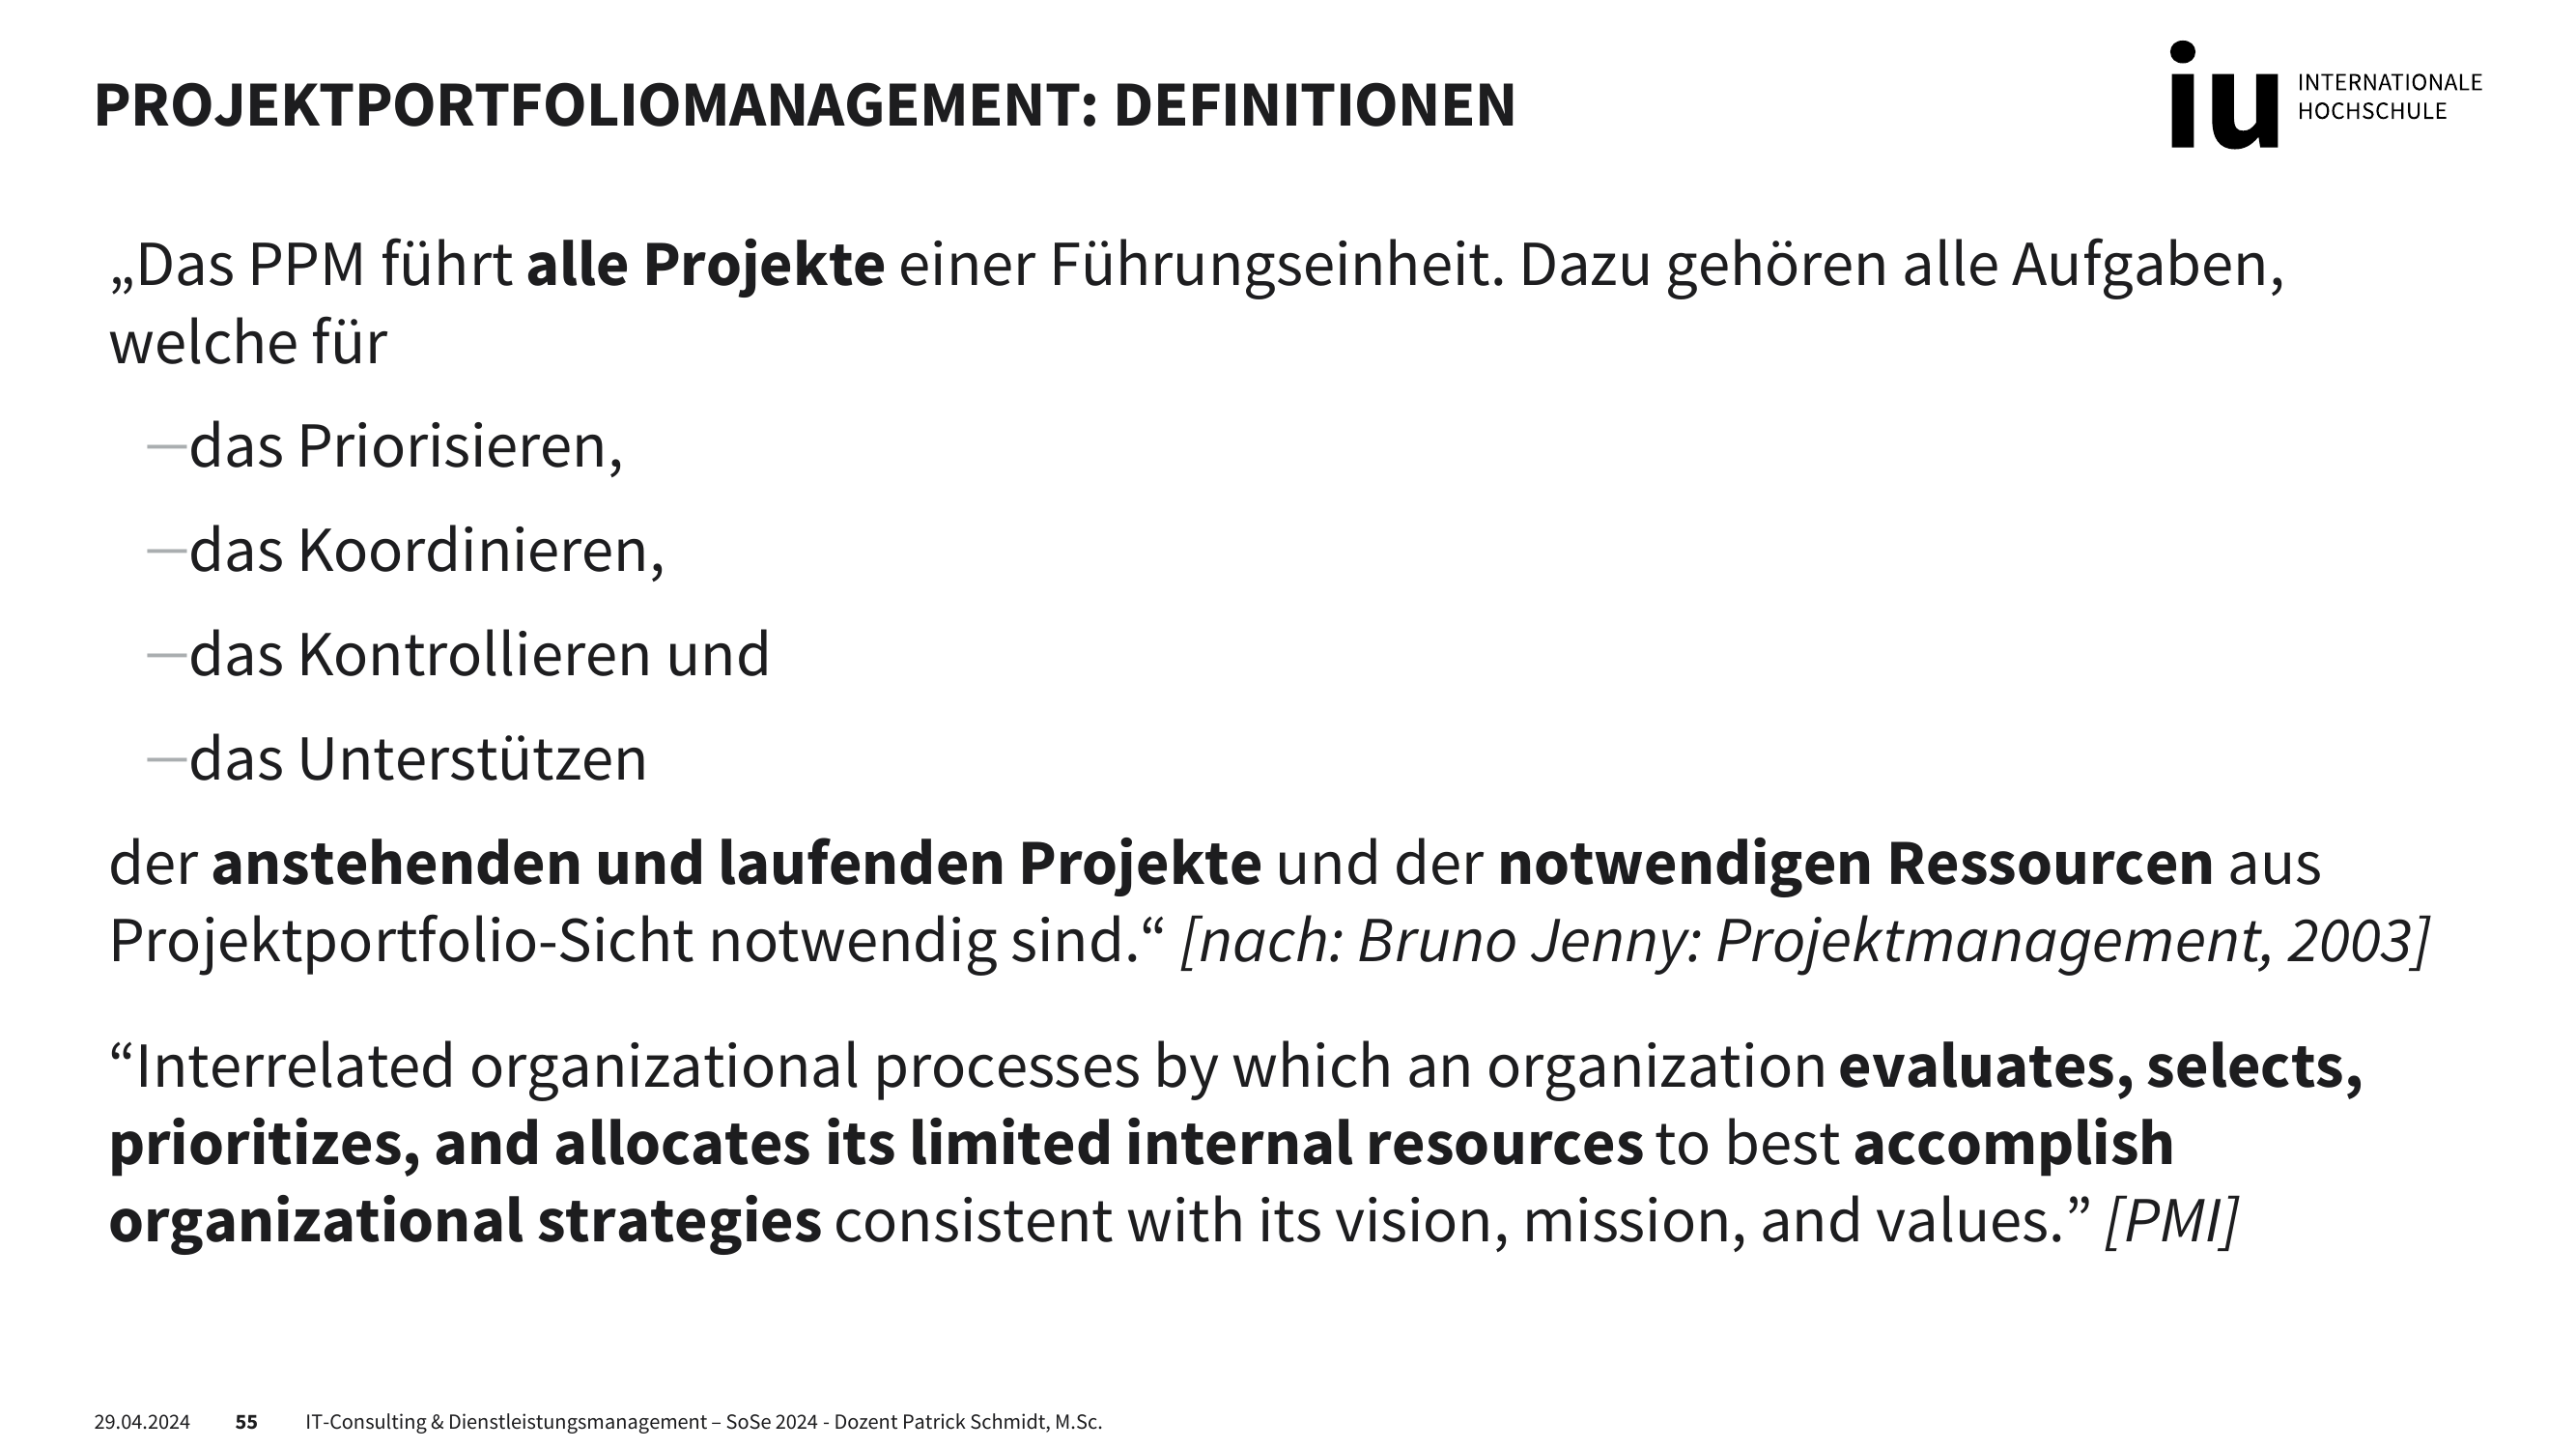 PROJEKTPORTFOLIOMANAGEMENT: DEFINITIONEN
iu INTERNATIONALE
HOCHSCHULE
„Das PPM führt alle Projekte einer Führungseinheit. Dazu gehören alle Aufgaben,
welche für
—das Priorisieren,
—das Koordinieren,
—das Kontrollieren und
—das Unterstützen
der anstehenden und laufenden Projekte und der notwendigen Ressourcen aus
Projektportfolio-Sicht notwendig sind.“ [nach: Bruno Jenny: Projektmanagement, 2003]
“Interrelated organizational processes by which an organization evaluates, selects,
prioritizes, and allocates its limited internal resources to best accomplish
organizational strategies consistent with its vision, mission, and values.” [PMI]
29.04.2024 55 IT-Consulting & Dienstleistungsmanagement – SoSe 2024 - Dozent Patrick Schmidt, M.Sc.